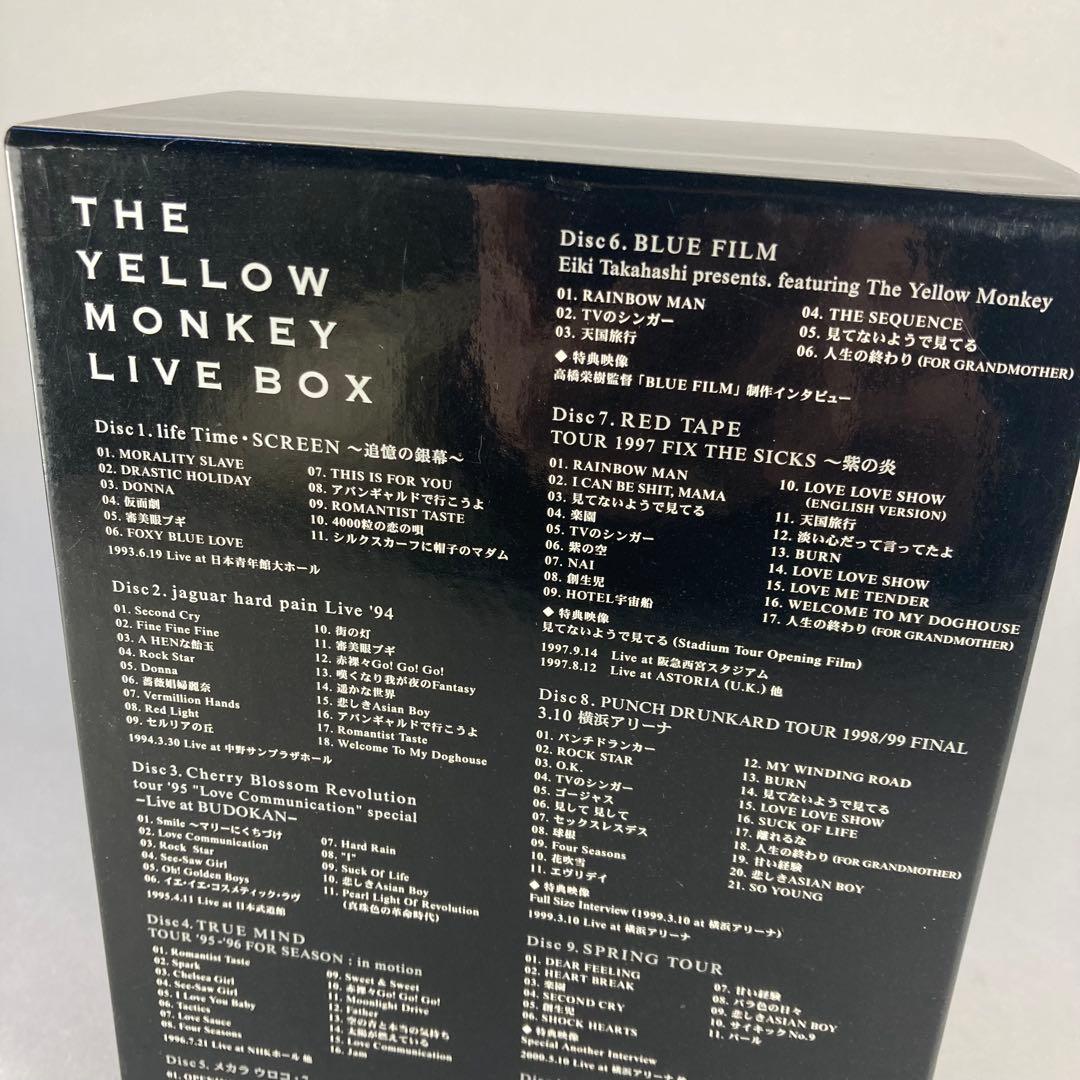 THE
YELLOW
MONKEY
LIVE BOX
Disc 1. life Time・SCREEN 〜追憶の銀幕〜
01. MORALITY SLAVE
02. DRASTIC HOLIDAY
03. DONNA
04. 仮面劇
05. 審美眼ブギ
06. FOXY BLUE LOVE
07. THIS IS FOR YOU
08. アバンギャルドで行こうよ
09. ROMANTIST TASTE
10. 4000粒の恋の唄
11. シルクスカーフに帽子のマダム
1993.6.19 Live at 日本青年館大ホール
Disc 2. jaguar hard pain Live '94
01. Second Cry
02. Fine Fine Fine
03. A HENな飴玉
04. Rock Star
05. Donna
06. 薔薇娼婦麗奈
07. Vermillion Hands
08. Red Light
09. セルリアの丘
10. 街の灯
11. 審美眼ブギ
12. 赤裸々Go! Go! Go!
13. 嘆くなり我が夜のFantasy
14. 遥かな世界
15. 悲しきAsian Boy
16. アバンギャルドで行こうよ
17. Romantist Taste
18. Welcome To My Doghouse
1994.3.30 Live at 中野サンプラザホール
Disc 3. Cherry Blossom Revolution
tour '95 "Love Communication" special
-Live at BUDOKAN-
01. Smile 〜マリーにくちづけ
02. Love Communication
03. Rock Star
04. See-Saw Girl
05. Oh! Golden Boys
06. イエ・イエ・コスメティック・ラヴ
07. Hard Rain
08. "I"
09. Suck Of Life
10. 悲しきAsian Boy
11. Pearl Light Of Revolution
(真珠色の革命時代)
1995.4.11 Live at 日本武道館
Disc 4. TRUE MIND
TOUR '95-'96 FOR SEASON : in motion
01. Romantist Taste
02. Spark
03. Chelsea Girl
04. See-Saw Girl
05. I Love You Baby
06. Tactics
07. Love Sauce
08. Four Seasons
09. Sweet & Sweet
10. 赤裸々Go! Go! Go!
11. Moonlight Drive
12. Father
13. 空の青と本当の気持ち
14. 太陽が燃えている
15. Love Communication
16. Jam
1996.7.21 Live at NHKホール 他
Disc 5. メカラ ウロコ・7
Disc 6. BLUE FILM
Eiki Takahashi presents. featuring The Yellow Monkey
01. RAINBOW MAN
02. TVのシンガー
03. 天国旅行
04. THE SEQUENCE
05. 見てないようで見てる
06. 人生の終わり (FOR GRANDMOTHER)
◆ 特典映像
高橋栄樹監督「BLUE FILM」制作インタビュー
Disc 7. RED TAPE
TOUR 1997 FIX THE SICKS 〜紫の炎
01. RAINBOW MAN
02. I CAN BE SHIT, MAMA
03. 見てないようで見てる
04. 楽園
05. TVのシンガー
06. 紫の空
07. NAI
08. 創生児
09. HOTEL宇宙船
10. LOVE LOVE SHOW
(ENGLISH VERSION)
11. 天国旅行
12. 淡い心だって言ってたよ
13. BURN
14. LOVE LOVE SHOW
15. LOVE ME TENDER
16. WELCOME TO MY DOGHOUSE
17. 人生の終わり (FOR GRANDMOTHER)
◆ 特典映像
見てないようで見てる (Stadium Tour Opening Film)
1997.9.14 Live at 阪急西宮スタジアム
1997.8.12 Live at ASTORIA (U.K.) 他
Disc 8. PUNCH DRUNKARD TOUR 1998/99 FINAL
3.10 横浜アリーナ
01. パンチドランカー
02. ROCK STAR
03. O.K.
04. TVのシンガー
05. ゴージャス
06. 見して 見して
07. セックスレスデス
08. 球根
09. Four Seasons
10. 花吹雪
11. エヴリデイ
12. MY WINDING ROAD
13. BURN
14. 見てないようで見てる
15. LOVE LOVE SHOW
16. SUCK OF LIFE
17. 離れるな
18. 人生の終わり (FOR GRANDMOTHER)
19. 甘い経験
20. 悲しきASIAN BOY
21. SO YOUNG
◆ 特典映像
Full Size Interview (1999.3.10 at 横浜アリーナ)
1999.3.10 Live at 横浜アリーナ
Disc 9. SPRING TOUR
01. DEAR FEELING
02. HEART BREAK
03. 楽園
04. SECOND CRY
05. 創生児
06. SHOCK HEARTS
07. 甘い経験
08. バラ色の日々
09. 悲しきASIAN BOY
10. サイキックNo.9
11. パール
◆ 特典映像
Special Another Interview
2000.5.10 Live at 横浜アリーナ